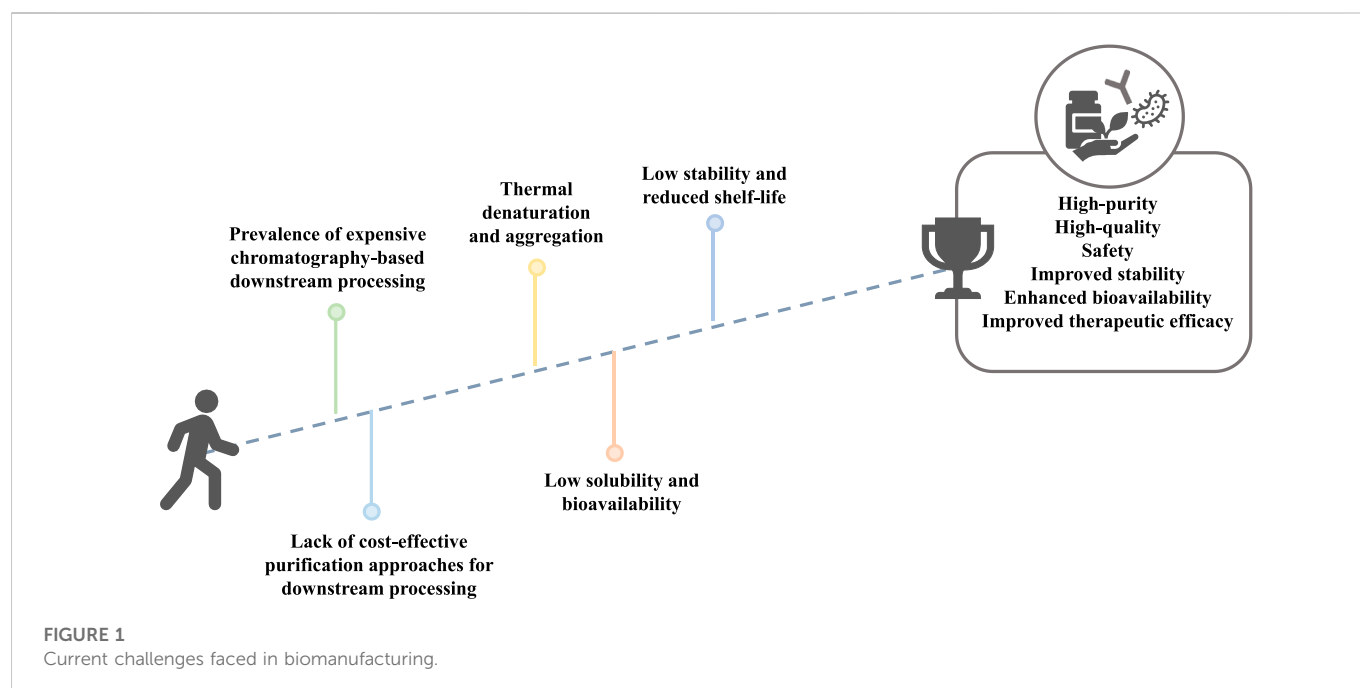 Prevalence of expensive
chromatography-based
downstream processing
Lack of cost-effective
purification approaches for
downstream processing
Thermal
denaturation
and aggregation
Low solubility and
bioavailability
Low stability and
reduced shelf-life
High-purity
High-quality
Safety
Improved stability
Enhanced bioavailability
Improved therapeutic efficacy
FIGURE 1
Current challenges faced in biomanufacturing.